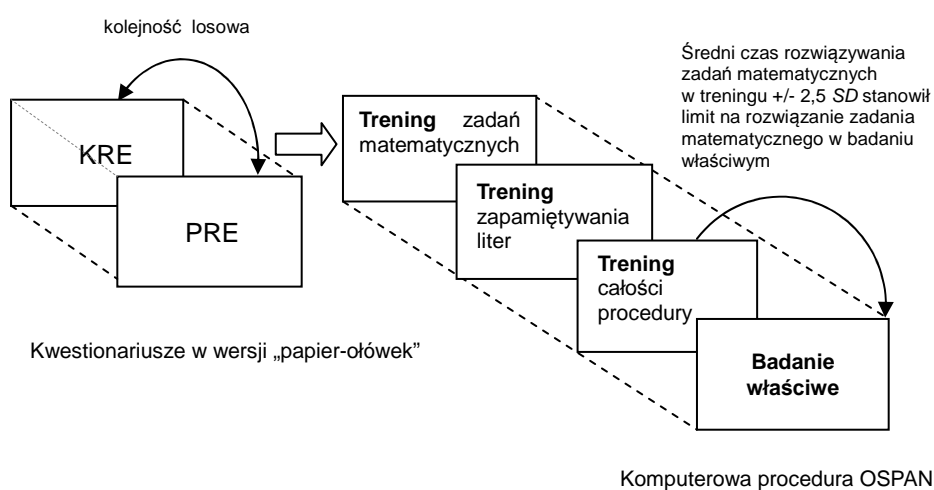 kolejność losowa
KRE
PRE
Kwestionariusze w wersji „papier-ołówek”
Trening zadań
matematycznych
Trening
zapamiętywania
liter
Trening
całości
procedury
Badanie
właściwe
Średni czas rozwiązywania
zadań matematycznych
w treningu +/- 2,5 SD stanowił
limit na rozwiązanie zadania
matematycznego w badaniu
właściwym
Komputerowa procedura OSPAN